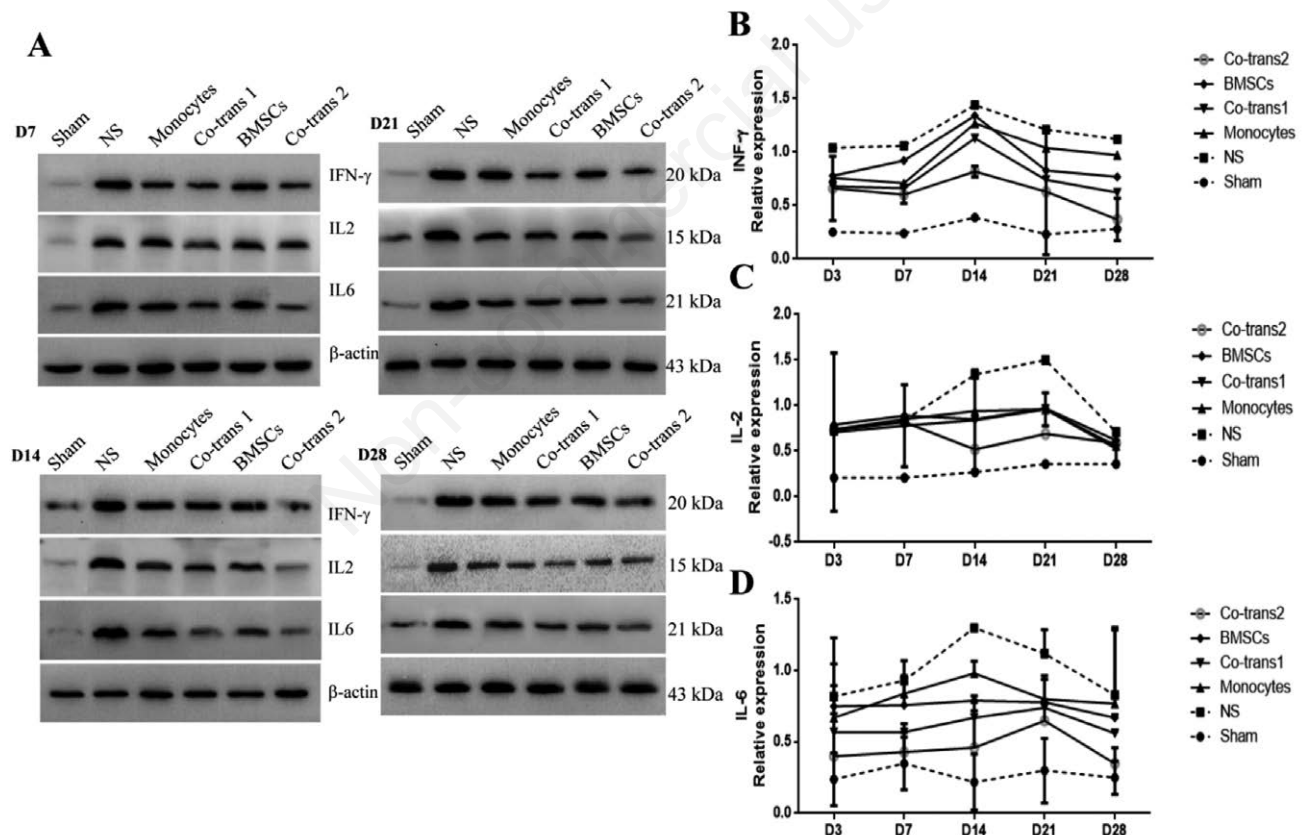 A
D7 Sham NS Monocytes Co-trans 1 BMSCs Co-trans 2
IFN-γ
IL2
IL6
β-actin
D21 Sham NS Monocytes Co-trans 1 BMSCs Co-trans 2
20 kDa
15 kDa
21 kDa
43 kDa
D14 Sham NS Monocytes Co-trans 1 BMSCs Co-trans 2
IFN-γ
IL2
IL6
β-actin
D28 Sham NS Monocytes Co-trans 1 BMSCs Co-trans 2
20 kDa
15 kDa
21 kDa
43 kDa
B
INF-γ
Relative expression
2.0
1.5
1.0
0.5
0.0
D3 D7 D14 D21 D28
Co-trans2
BMSCs
Co-trans1
Monocytes
NS
Sham
C
IL-2
Relative expression
2.0
1.5
1.0
0.5
0.0
-0.5
D3 D7 D14 D21 D28
Co-trans2
BMSCs
Co-trans1
Monocytes
NS
Sham
D
IL-6
Relative expression
1.5
1.0
0.5
0.0
D3 D7 D14 D21 D28
Co-trans2
BMSCs
Co-trans1
Monocytes
NS
Sham
Non-commercial us